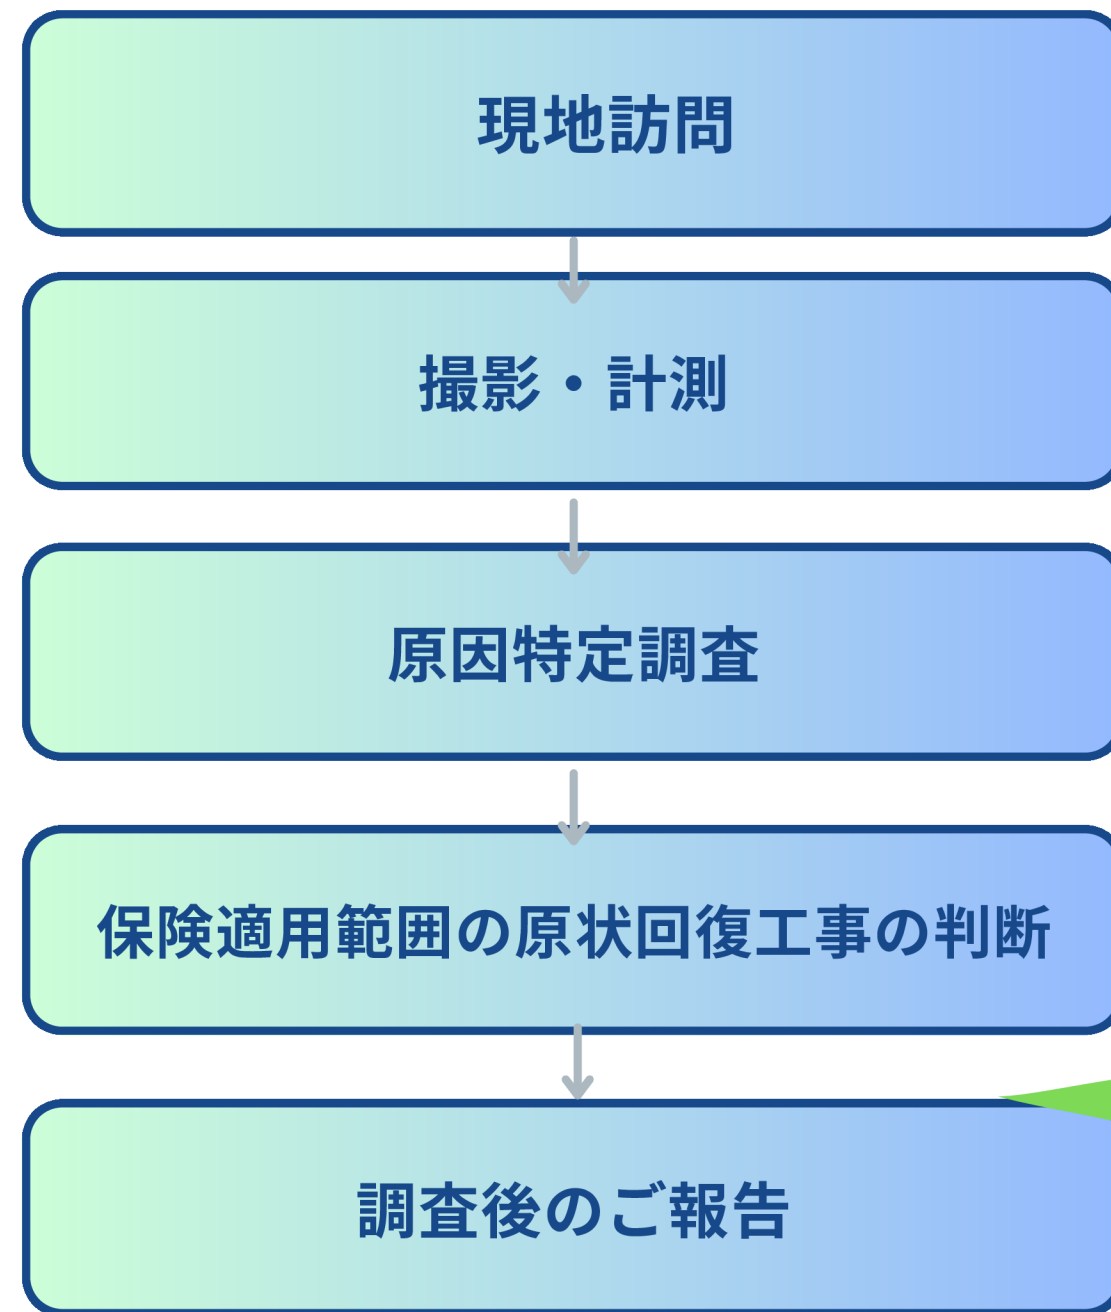 現地訪問
撮影・計測
原因特定調査
保険適用範囲の原状回復工事の判断
調査後のご報告